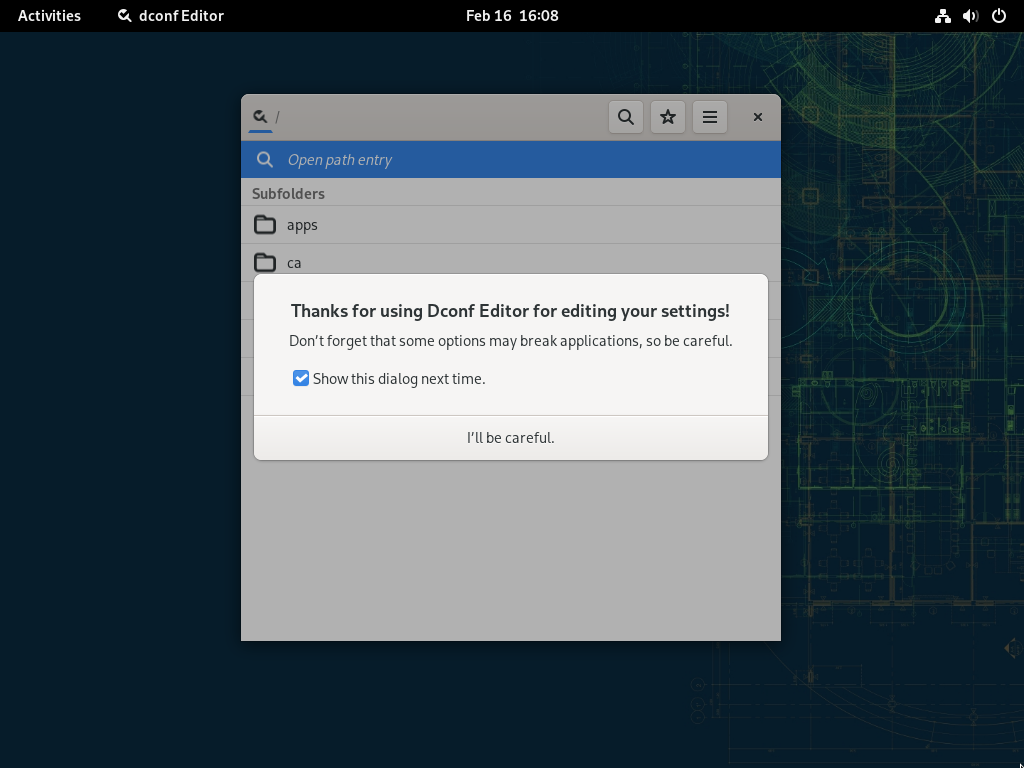 Activities
dconf Editor
Feb 16 16:08
/
Open path entry
Subfolders
apps
ca
Thanks for using Dconf Editor for editing your settings!
Don’t forget that some options may break applications, so be careful.
Show this dialog next time.
I’ll be careful.